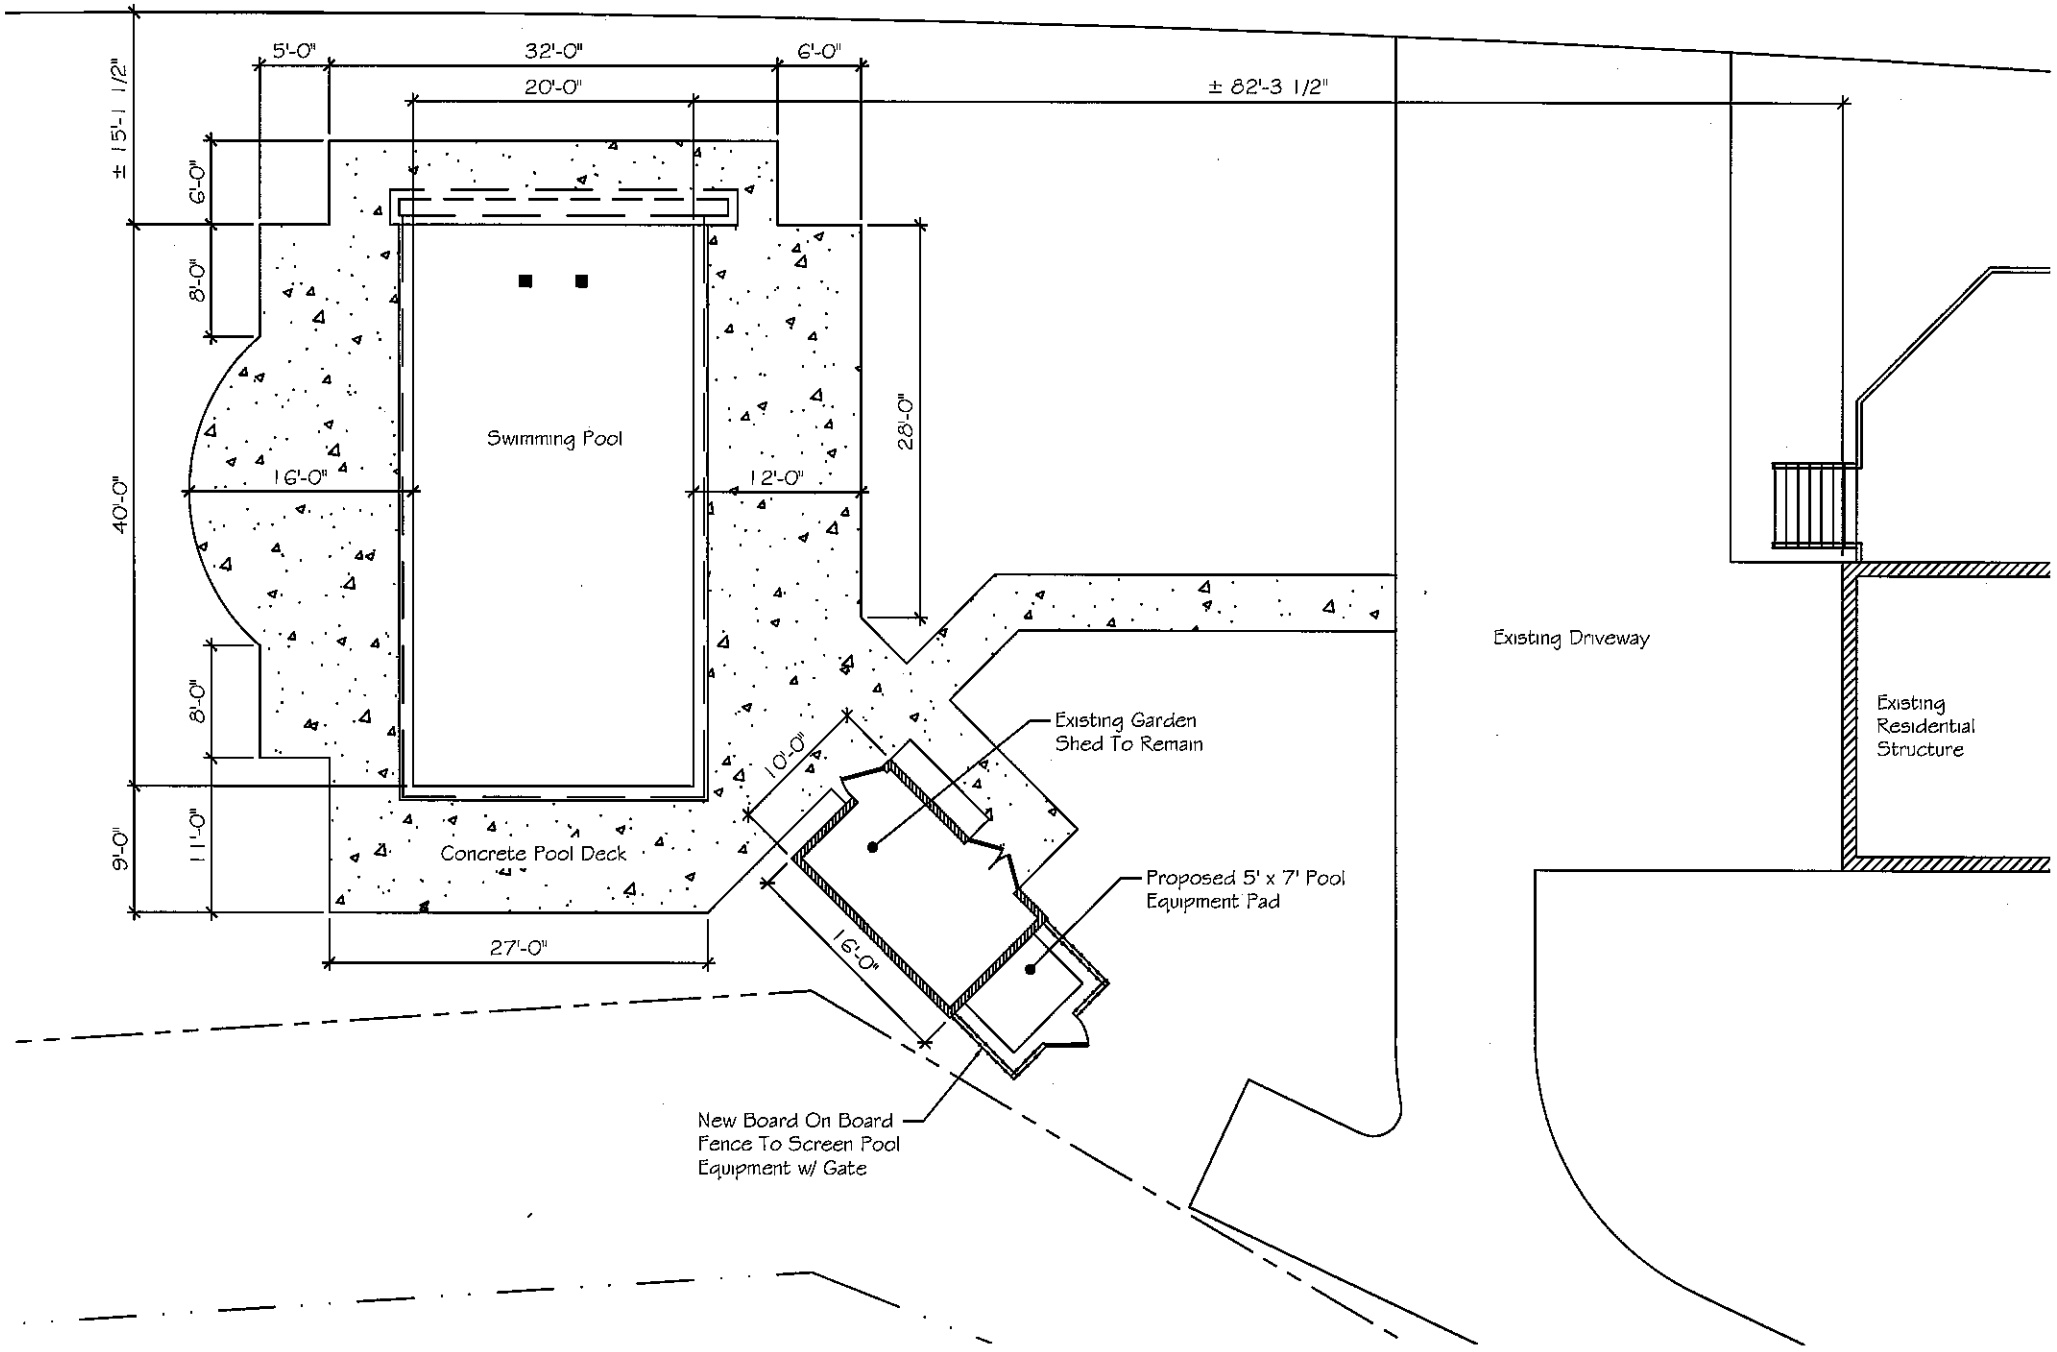 5'-0"
32'-0"
6'-0"
20'-0"
± 82'-3 1/2"
± 15'-1 1/2"
6'-0"
8'-0"
28'-0"
Swimming Pool
16'-0"
12'-0"
40'-0"
Existing Driveway
8'-0"
Existing
Residential
Structure
Existing Garden
Shed To Remain
10'-0"
9'-0"
11'-0"
Concrete Pool Deck
Proposed 5' x 7' Pool
Equipment Pad
27'-0"
16'-0"
New Board On Board
Fence To Screen Pool
Equipment w/ Gate